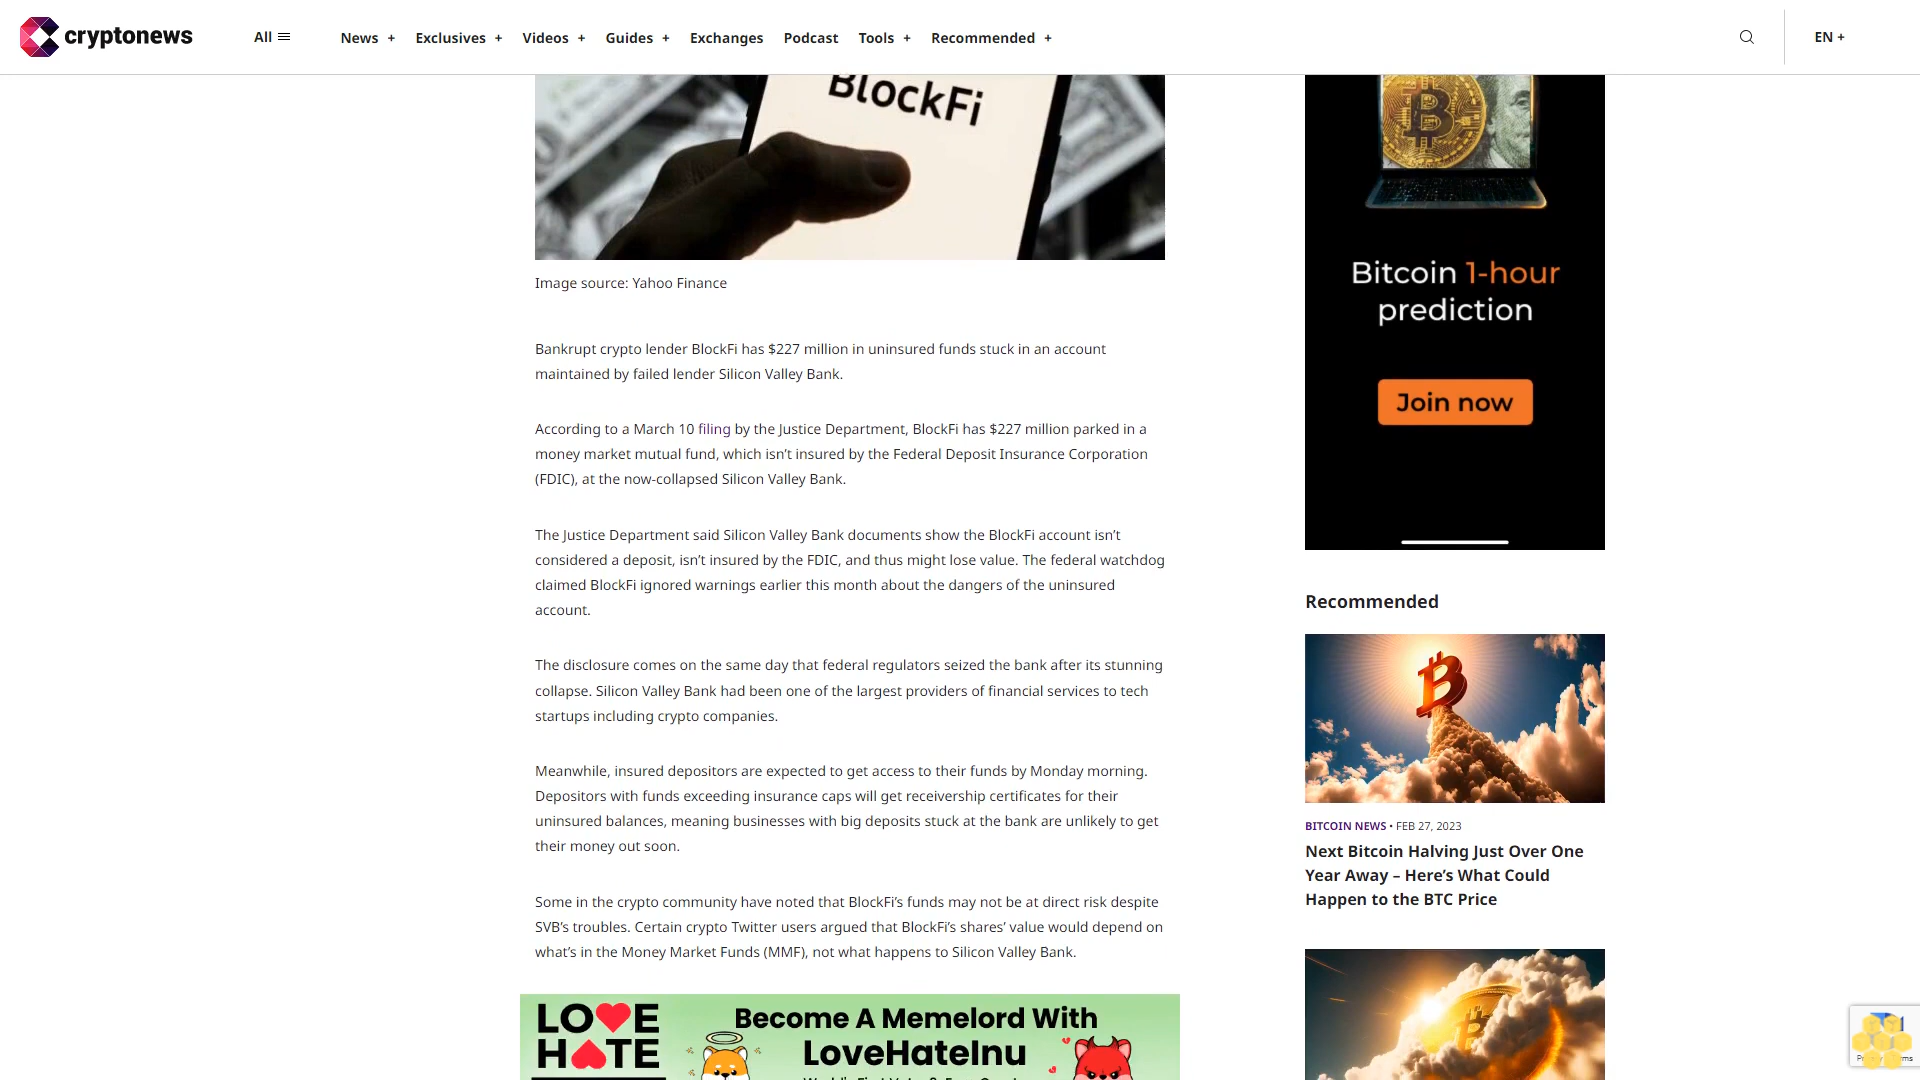 cryptonews
All
News +
Exclusives +
Videos +
Guides +
Exchanges
Podcast
Tools +
Recommended +
EN +
BlockFi
Image source: Yahoo Finance
Bankrupt crypto lender BlockFi has $227 million in uninsured funds stuck in an account
maintained by failed lender Silicon Valley Bank.
According to a March 10 filing by the Justice Department, BlockFi has $227 million parked in a
money market mutual fund, which isn’t insured by the Federal Deposit Insurance Corporation
(FDIC), at the now-collapsed Silicon Valley Bank.
The Justice Department said Silicon Valley Bank documents show the BlockFi account isn’t
considered a deposit, isn’t insured by the FDIC, and thus might lose value. The federal watchdog
claimed BlockFi ignored warnings earlier this month about the dangers of the uninsured
account.
The disclosure comes on the same day that federal regulators seized the bank after its stunning
collapse. Silicon Valley Bank had been one of the largest providers of financial services to tech
startups including crypto companies.
Meanwhile, insured depositors are expected to get access to their funds by Monday morning.
Depositors with funds exceeding insurance caps will get receivership certificates for their
uninsured balances, meaning businesses with big deposits stuck at the bank are unlikely to get
their money out soon.
Some in the crypto community have noted that BlockFi’s funds may not be at direct risk despite
SVB’s troubles. Certain crypto Twitter users argued that BlockFi’s shares’ value would depend on
what’s in the Money Market Funds (MMF), not what happens to Silicon Valley Bank.
LOVE
HATE
Become A Memelord With
LoveHateInu
Bitcoin 1-hour
prediction
Join now
Recommended
BITCOIN NEWS • FEB 27, 2023
Next Bitcoin Halving Just Over One
Year Away – Here’s What Could
Happen to the BTC Price